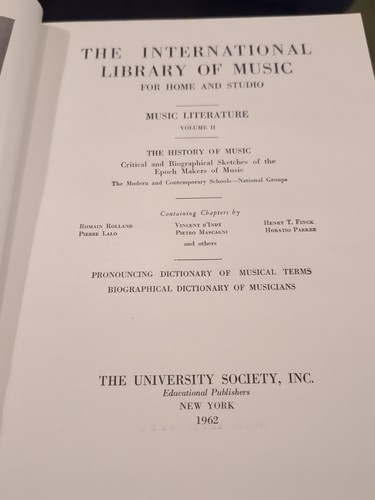 THE INTERNATIONAL
LIBRARY OF MUSIC
FOR HOME AND STUDIO
MUSIC LITERATURE
VOLUME II
THE HISTORY OF MUSIC
Critical and Biographical Sketches of the
Epoch Makers of Music
The Modern and Contemporary Schools—National Groups
Containing Chapters by
ROMAIN ROLLAND VINCENT D'INDY HENRY T. FINCK
PIERRE LALO PIETRO MASCAGNI HORATIO PARKER
and others
PRONOUNCING DICTIONARY OF MUSICAL TERMS
BIOGRAPHICAL DICTIONARY OF MUSICIANS
THE UNIVERSITY SOCIETY, INC.
Educational Publishers
NEW YORK
1962